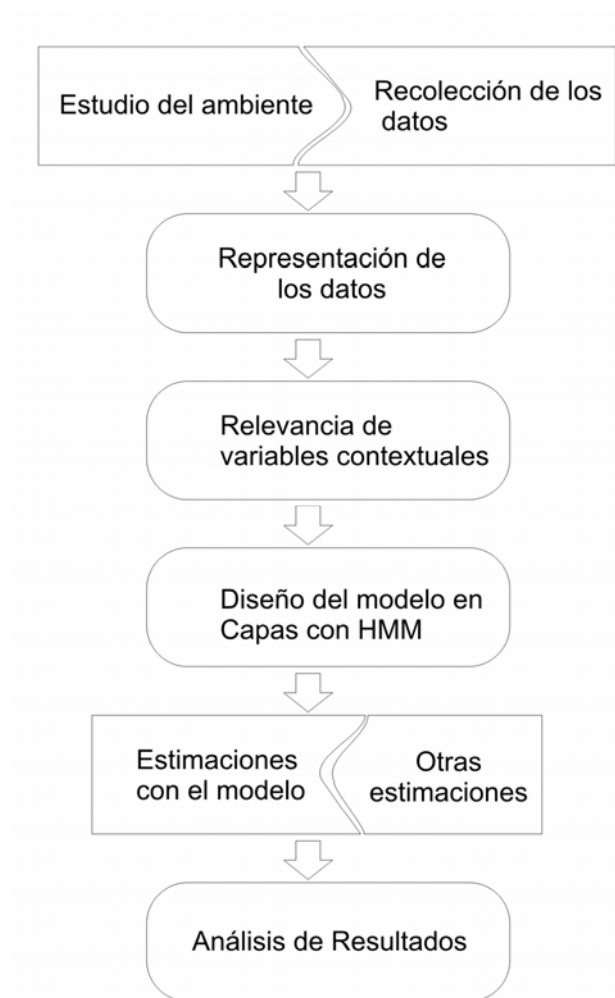 Estudio del ambiente
Recolección de los
datos
Representación de
los datos
Relevancia de
variables contextuales
Diseño del modelo en
Capas con HMM
Estimaciones
con el modelo
Otras
estimaciones
Análisis de Resultados